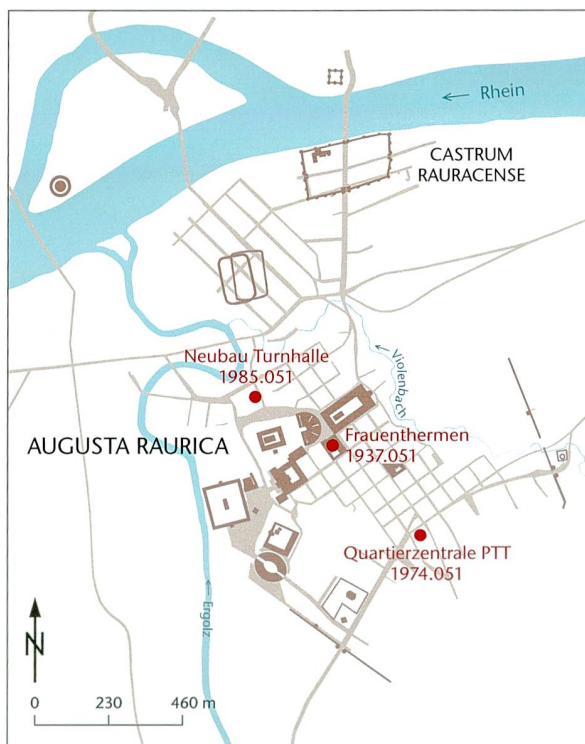 ← Rhein
CASTRUM
RAURACENSE
Neubau Turnhalle
1985.051
← Violenbach
AUGUSTA RAURICA
Frauenthermen
1937.051
Quartierzentrale PTT
1974.051
← Ergolz
N
0 230 460 m